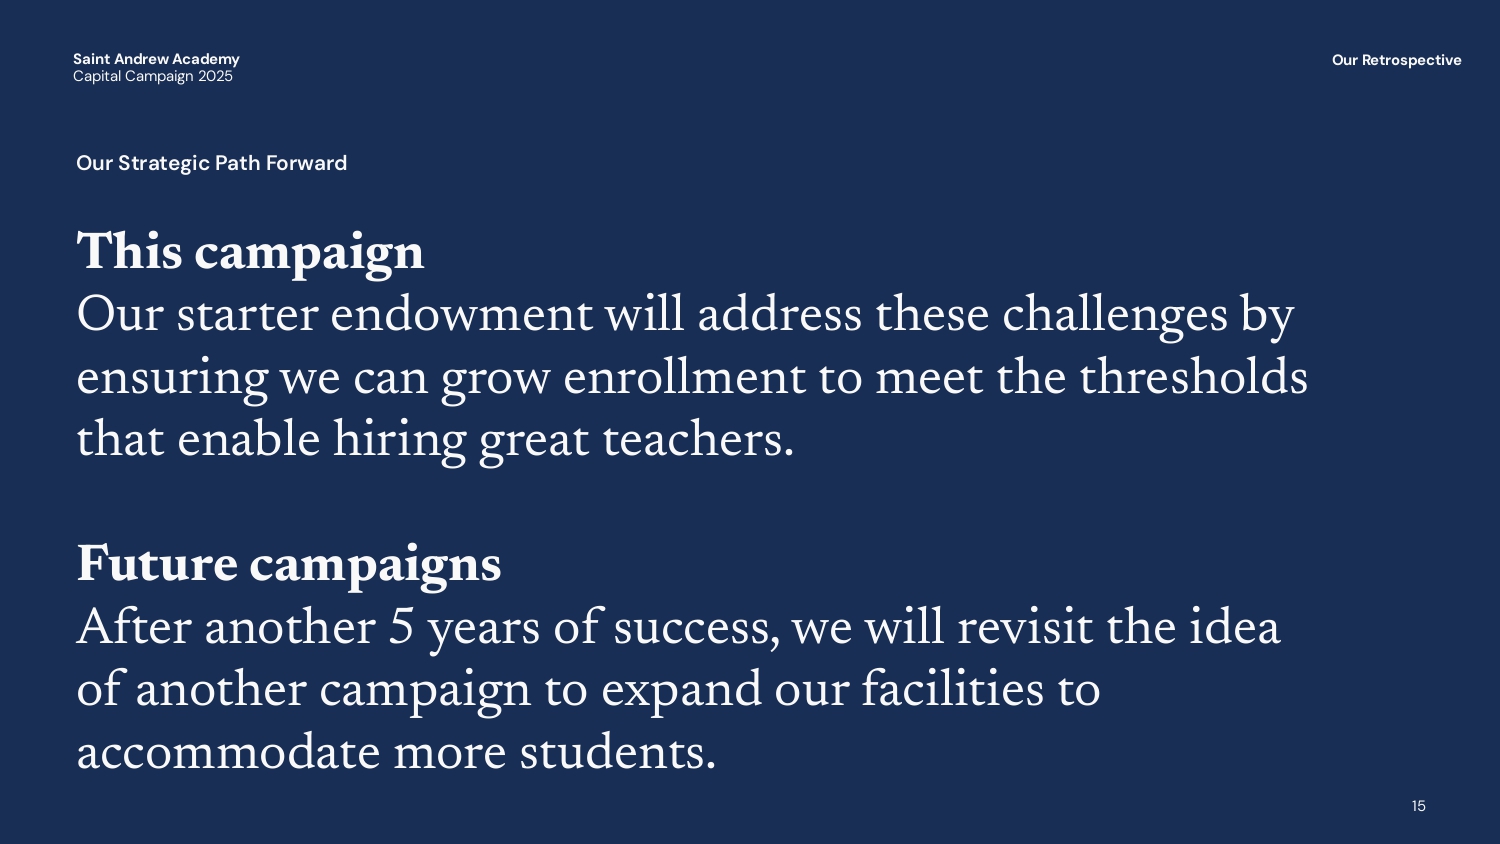 Saint Andrew Academy
Capital Campaign 2025
Our Retrospective
Our Strategic Path Forward
This campaign
Our starter endowment will address these challenges by
ensuring we can grow enrollment to meet the thresholds
that enable hiring great teachers.
Future campaigns
After another 5 years of success, we will revisit the idea
of another campaign to expand our facilities to
accommodate more students.
15